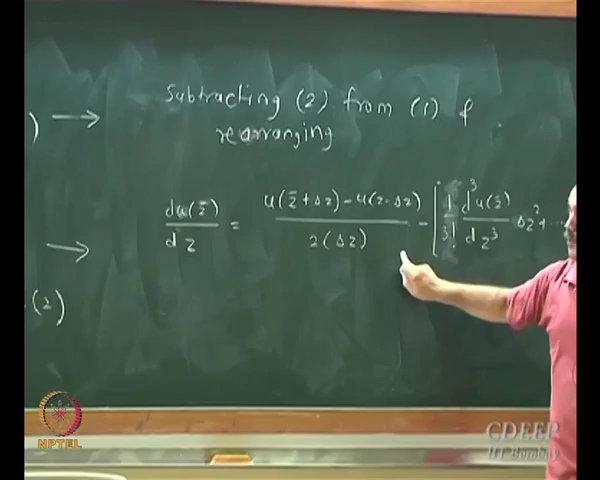 ) → Subtracting (2) from (1) &
rearranging
→ du(z̄)/dz = u(z̄+Δz) - u(z-Δz) / 2(Δz) - [1/3! d³u(z̄)/dz³ Δz² + ...
(2)
NPTEL
CDEEP
IIT Bombay